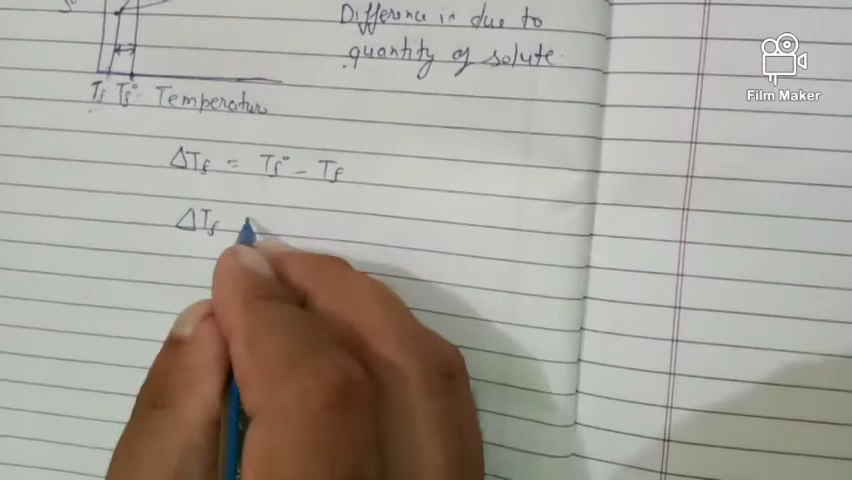 Difference is due to
quantity of solute.
Tf Tf° Temperature
ΔTf = Tf° - Tf
ΔTf
Film Maker